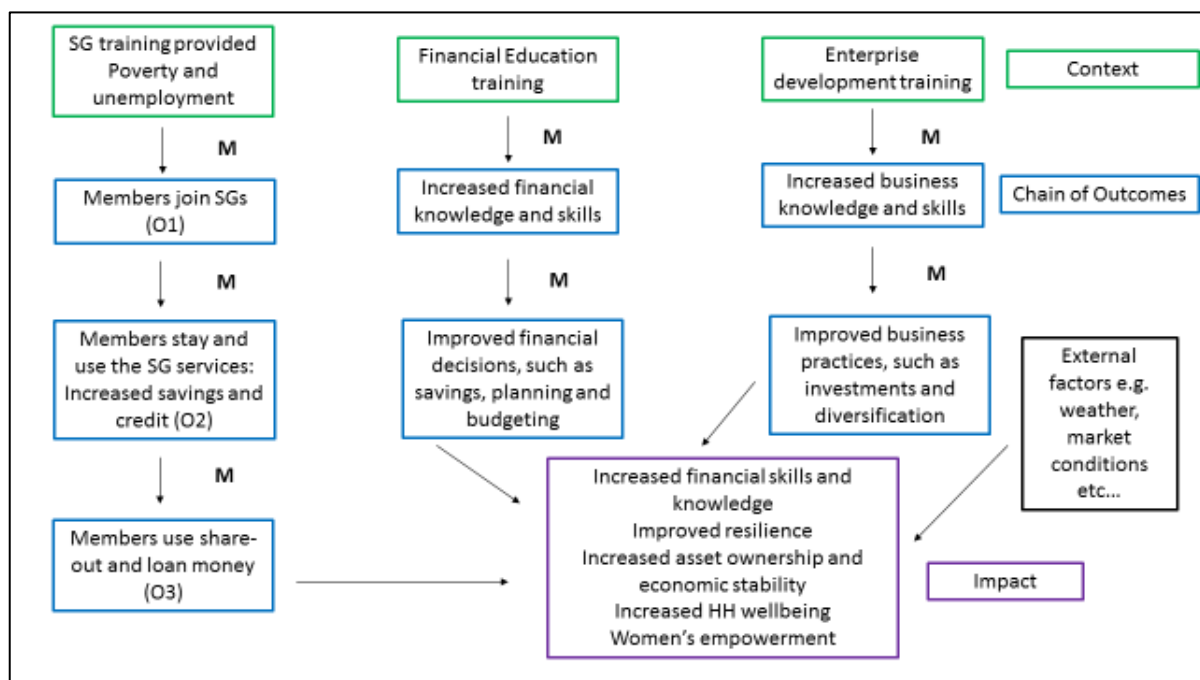 SG training provided
Poverty and
unemployment
Financial Education
training
Enterprise
development training
Context
M
M
M
Members join SGs
(O1)
Increased financial
knowledge and skills
Increased business
knowledge and skills
Chain of Outcomes
M
M
M
Members stay and
use the SG services:
Increased savings and
credit (O2)
Improved financial
decisions, such as
savings, planning and
budgeting
Improved business
practices, such as
investments and
diversification
External
factors e.g.
weather,
market
conditions
etc...
M
Members use share-
out and loan money
(O3)
Increased financial skills and
knowledge
Improved resilience
Increased asset ownership and
economic stability
Increased HH wellbeing
Women's empowerment
Impact